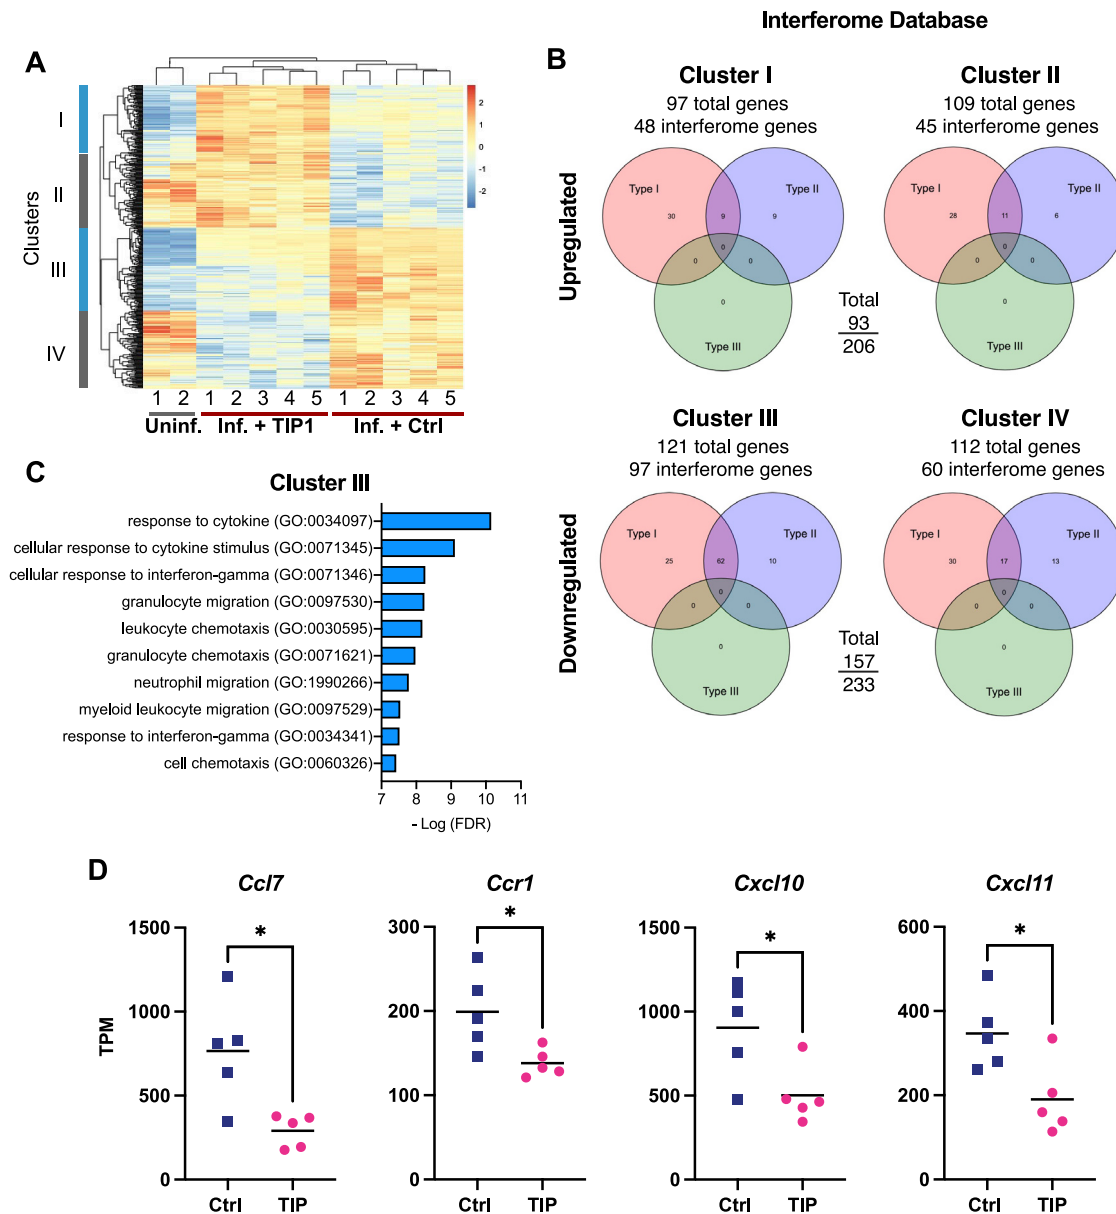 Interferome Database
A
2
1
0
-1
-2
Clusters
I
II
III
IV
1 2 1 2 3 4 5 1 2 3 4 5
Uninf. Inf. + TIP1 Inf. + Ctrl
B
Upregulated
Cluster I
97 total genes
48 interferome genes
Type I
Type II
30
9
9
0
0
0
0
Type III
Cluster II
109 total genes
45 interferome genes
Type I
Type II
28
11
6
0
0
0
0
Type III
Total
93
206
Downregulated
Cluster III
121 total genes
97 interferome genes
Type I
Type II
25
62
10
0
0
0
0
Type III
Cluster IV
112 total genes
60 interferome genes
Type I
Type II
30
17
13
0
0
0
0
Type III
Total
157
233
C
Cluster III
response to cytokine (GO:0034097)
cellular response to cytokine stimulus (GO:0071345)
cellular response to interferon-gamma (GO:0071346)
granulocyte migration (GO:0097530)
leukocyte chemotaxis (GO:0030595)
granulocyte chemotaxis (GO:0071621)
neutrophil migration (GO:1990266)
myeloid leukocyte migration (GO:0097529)
response to interferon-gamma (GO:0034341)
cell chemotaxis (GO:0060326)
7 8 9 10 11
- Log (FDR)
D
TPM
Ccl7
1500
1000
500
0
*
Ctrl TIP
Ccr1
300
200
100
0
*
Ctrl TIP
Cxcl10
1500
1000
500
0
*
Ctrl TIP
Cxcl11
600
400
200
0
*
Ctrl TIP